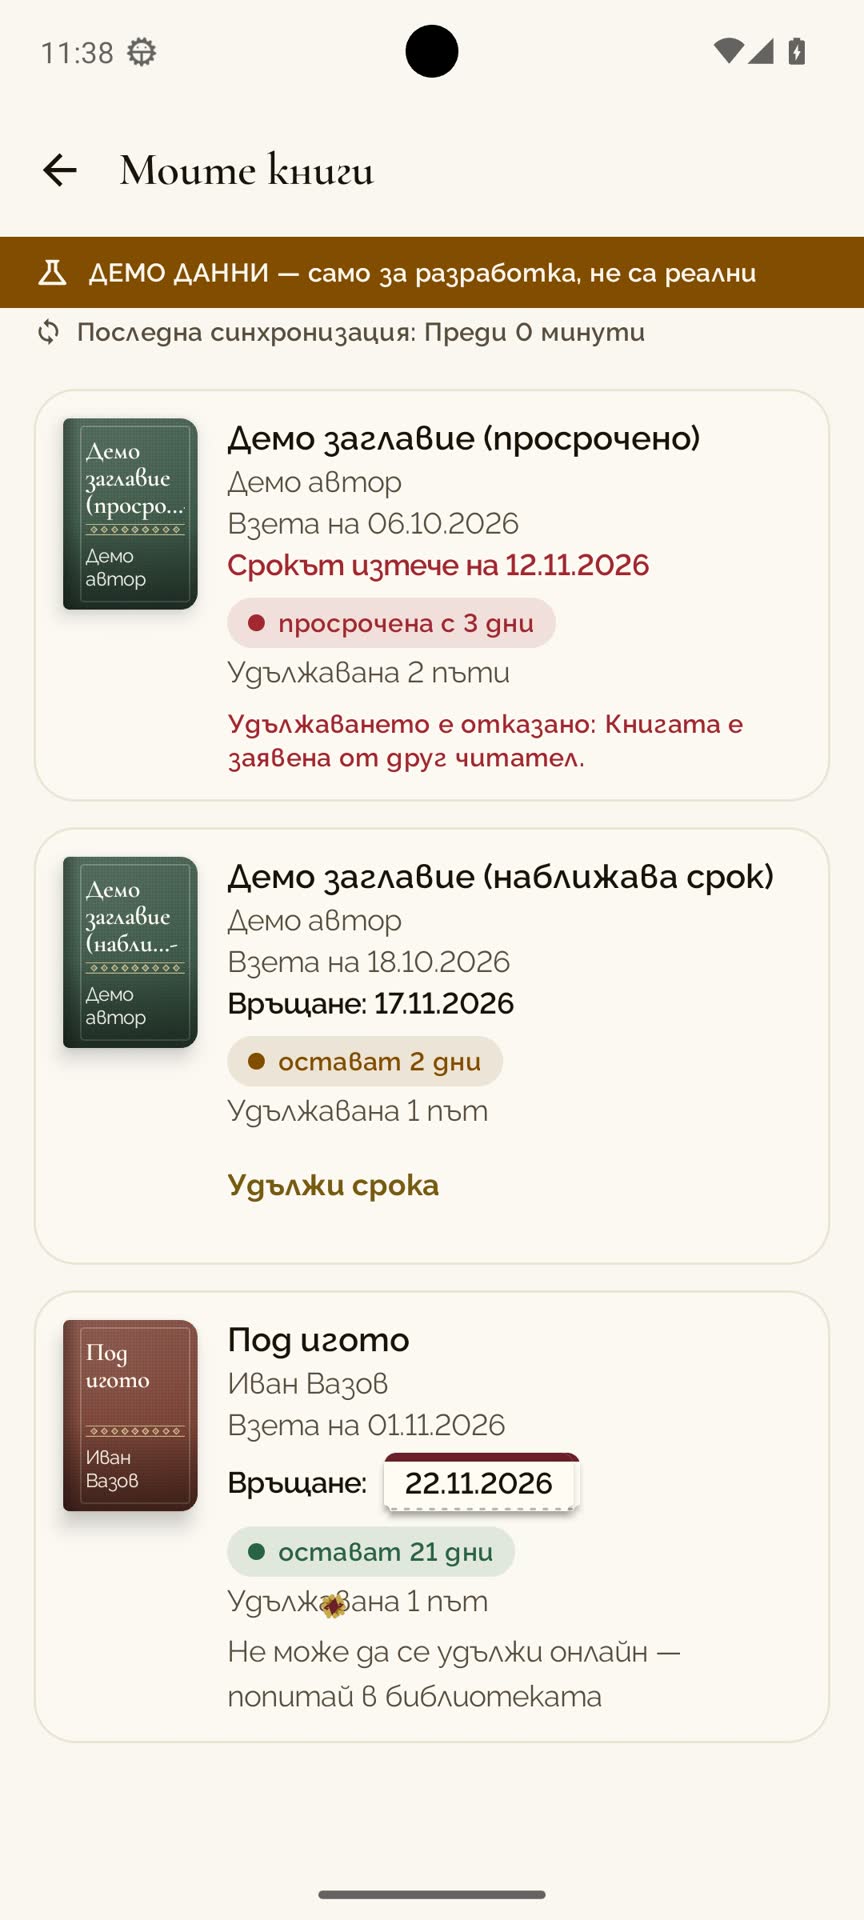 11:38
Моите книги
ДЕМО ДАННИ — само за разработка, не са реални
Последна синхронизация: Преди 0 минути
Демо
заглавие
(просро...
Демо
автор
Демо заглавие (просрочено)
Демо автор
Взета на 06.10.2026
Срокът изтече на 12.11.2026
просрочена с 3 дни
Удължавана 2 пъти
Удължаването е отказано: Книгата е
заявена от друг читател.
Демо
заглавие
(набли...-
Демо
автор
Демо заглавие (наближава срок)
Демо автор
Взета на 18.10.2026
Връщане: 17.11.2026
остават 2 дни
Удължавана 1 път
Удължи срока
Под
игото
Иван
Вазов
Под игото
Иван Вазов
Взета на 01.11.2026
Връщане: 22.11.2026
остават 21 дни
Удължавана 1 път
Не може да се удължи онлайн —
попитай в библиотеката